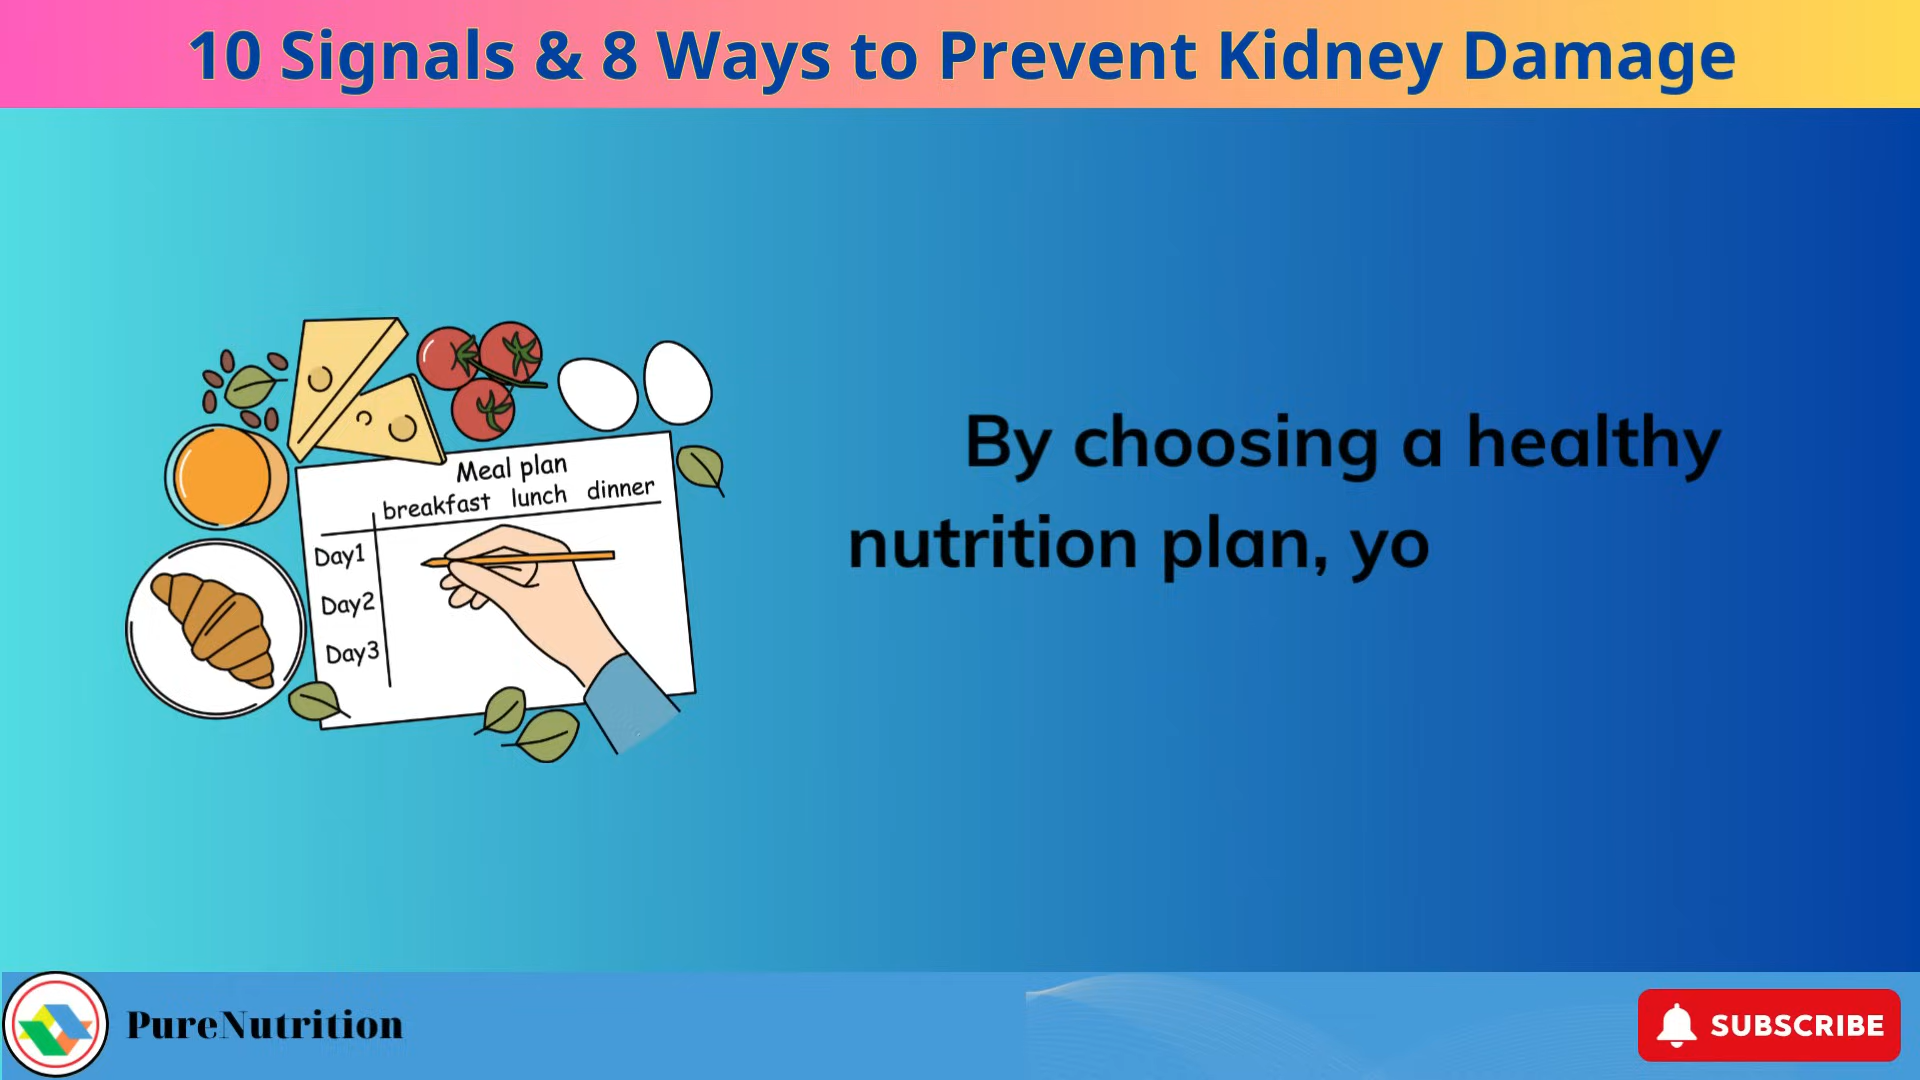 10 Signals & 8 Ways to Prevent Kidney Damage
Meal plan
breakfast lunch dinner
Day1
Day2
Day3
By choosing a healthy
nutrition plan, yo
PureNutrition
SUBSCRIBE